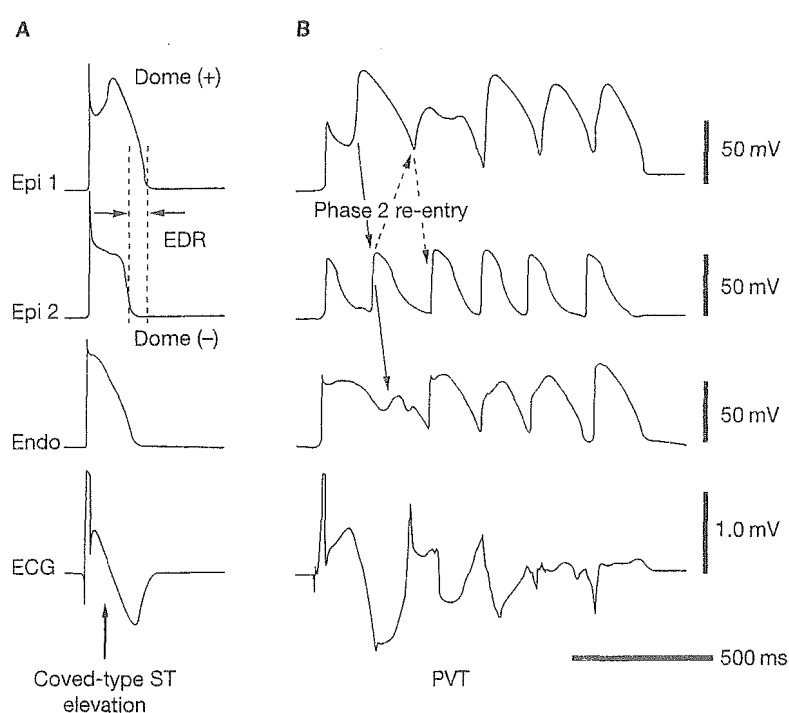 A
B
Dome (+)
Epi 1
50 mV
Phase 2 re-entry
EDR
Epi 2
50 mV
Dome (–)
Endo
50 mV
ECG
1.0 mV
500 ms
Coved-type ST
elevation
PVT